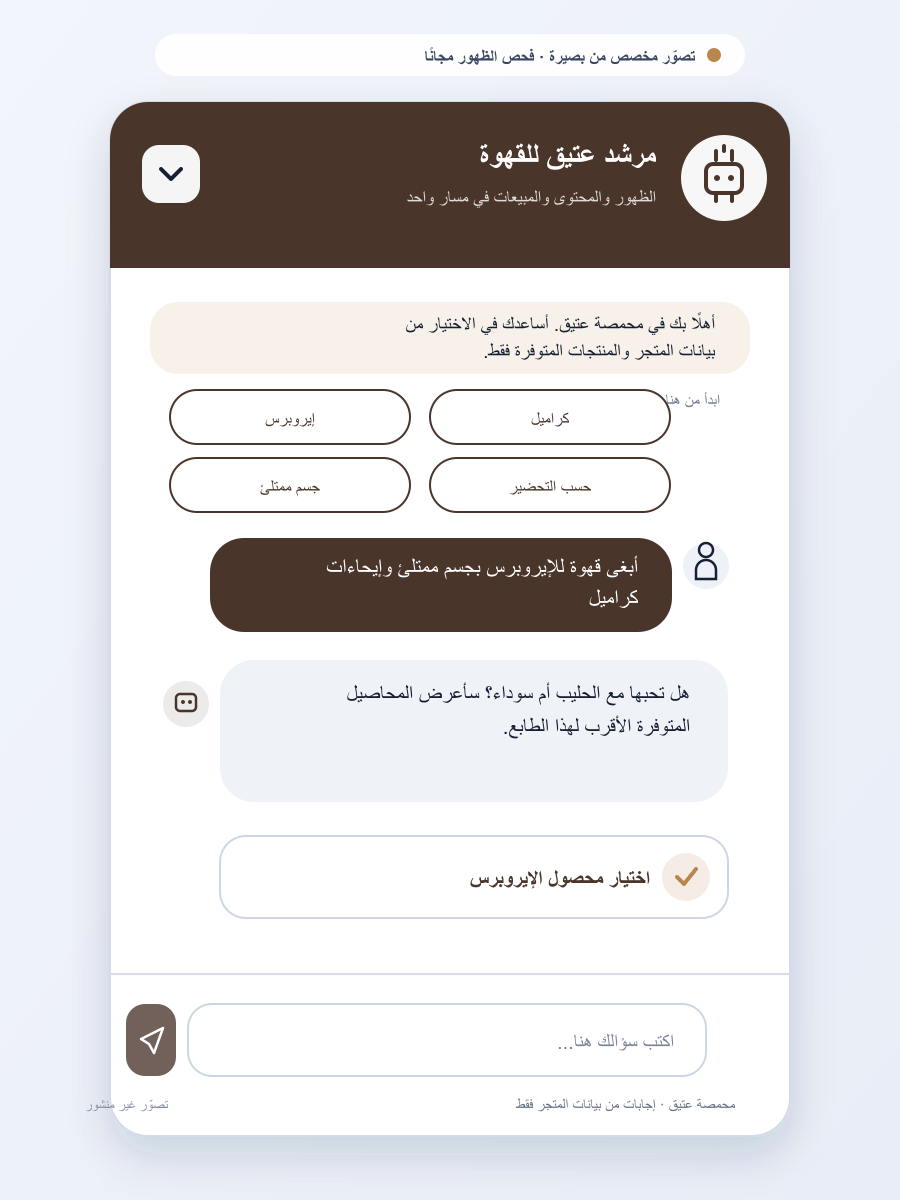 تصوّر مخصص من بصيرة · فحص الظهور مجانًا
مرشد عتيق للقهوة
الظهور والمحتوى والمبيعات في مسار واحد
أهلًا بك في محمصة عتيق. أساعدك في الاختيار من
بيانات المتجر والمنتجات المتوفرة فقط.
ابدأ من هنا
كراميل
إيروبرس
حسب التحضير
جسم ممتلئ
أبغى قهوة للإيروبرس بجسم ممتلئ وإيحاءات
كراميل
هل تحبها مع الحليب أم سوداء؟ سأعرض المحاصيل
المتوفرة الأقرب لهذا الطابع.
اختيار محصول الإيروبرس
اكتب سؤالك هنا...
محمصة عتيق · إجابات من بيانات المتجر فقط
تصوّر غير منشور